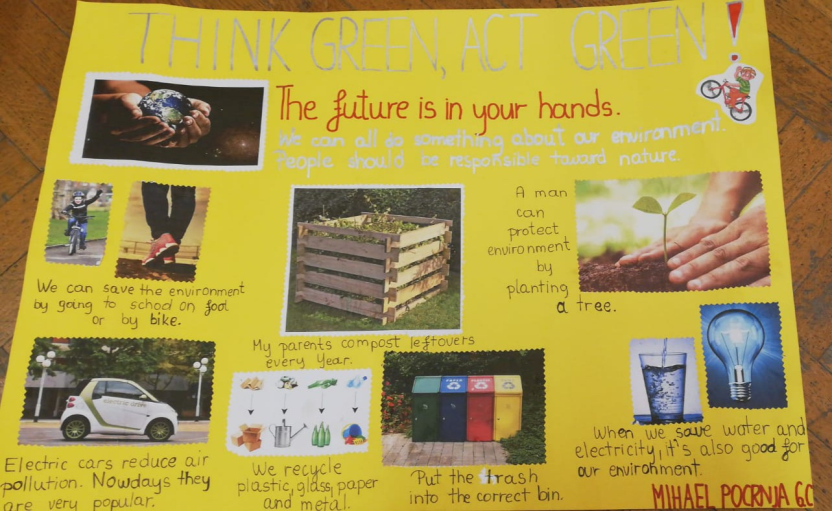 THINK GREEN, ACT GREEN!
The future is in your hands.
We can all do something about our environment.
People should be responsible toward nature.
A man
can
protect
environment
by
planting
a tree.
We can save the environment
by going to school on foot
or by bike.
My parents compost leftovers
every year.
Electric cars reduce air
pollution. Nowdays they
are very popular.
We recycle
plastic, glass, paper
and metal.
Put the trash
into the correct bin.
When we save water and
electricity, it's also good for
our environment.
MIHAEL POCRNJA 6.C